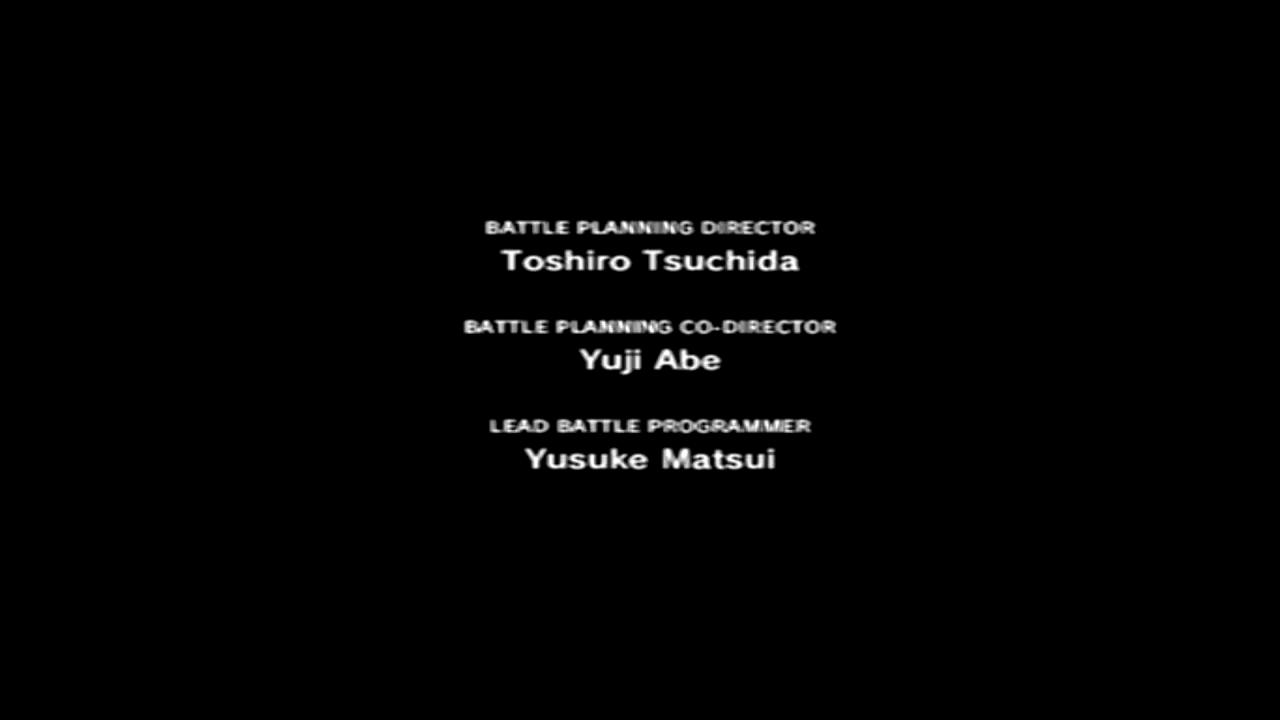 BATTLE PLANNING DIRECTOR
Toshiro Tsuchida
BATTLE PLANNING CO-DIRECTOR
Yuji Abe
LEAD BATTLE PROGRAMMER
Yusuke Matsui